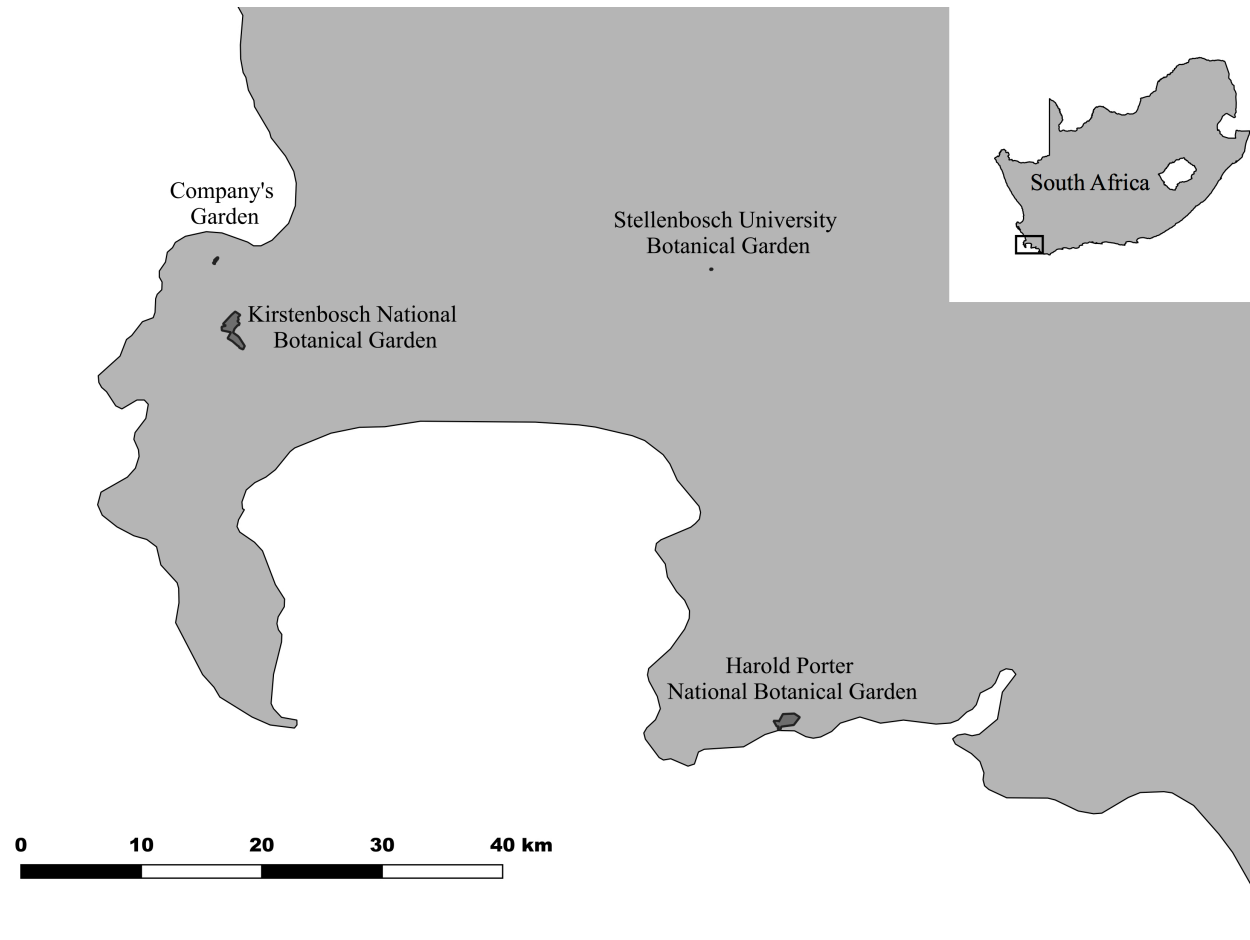 South Africa
Company's
Garden
Stellenbosch University
Botanical Garden
Kirstenbosch National
Botanical Garden
Harold Porter
National Botanical Garden
0 10 20 30 40 km